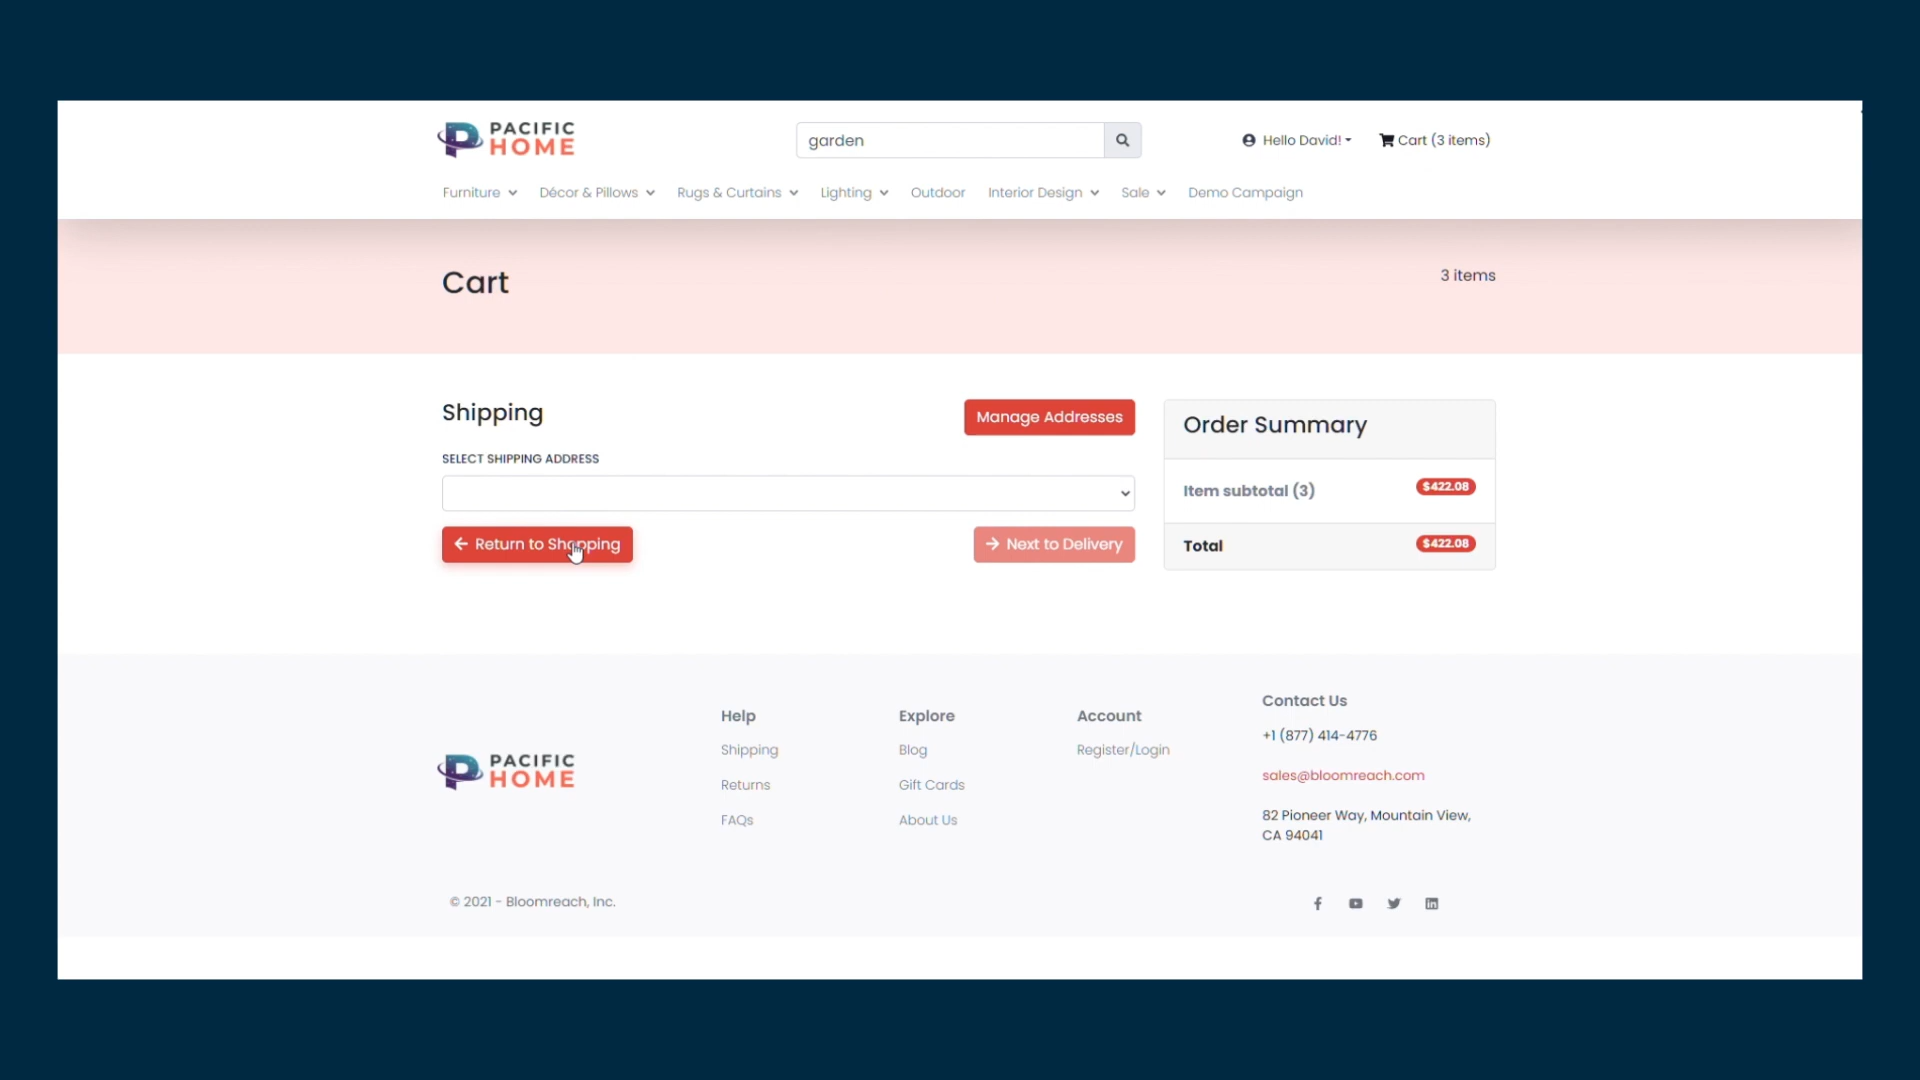 PACIFIC
HOME
garden
Hello David!
Cart (3 items)
Furniture
Décor & Pillows
Rugs & Curtains
Lighting
Outdoor
Interior Design
Sale
Demo Campaign
Cart
3 items
Shipping
Manage Addresses
SELECT SHIPPING ADDRESS
Return to Shopping
Next to Delivery
Order Summary
Item subtotal (3)
$422.08
Total
$422.08
PACIFIC
HOME
Help
Shipping
Returns
FAQs
Explore
Blog
Gift Cards
About Us
Account
Register/Login
Contact Us
+1 (877) 414-4776
sales@bloomreach.com
82 Pioneer Way, Mountain View,
CA 94041
© 2021 - Bloomreach, Inc.